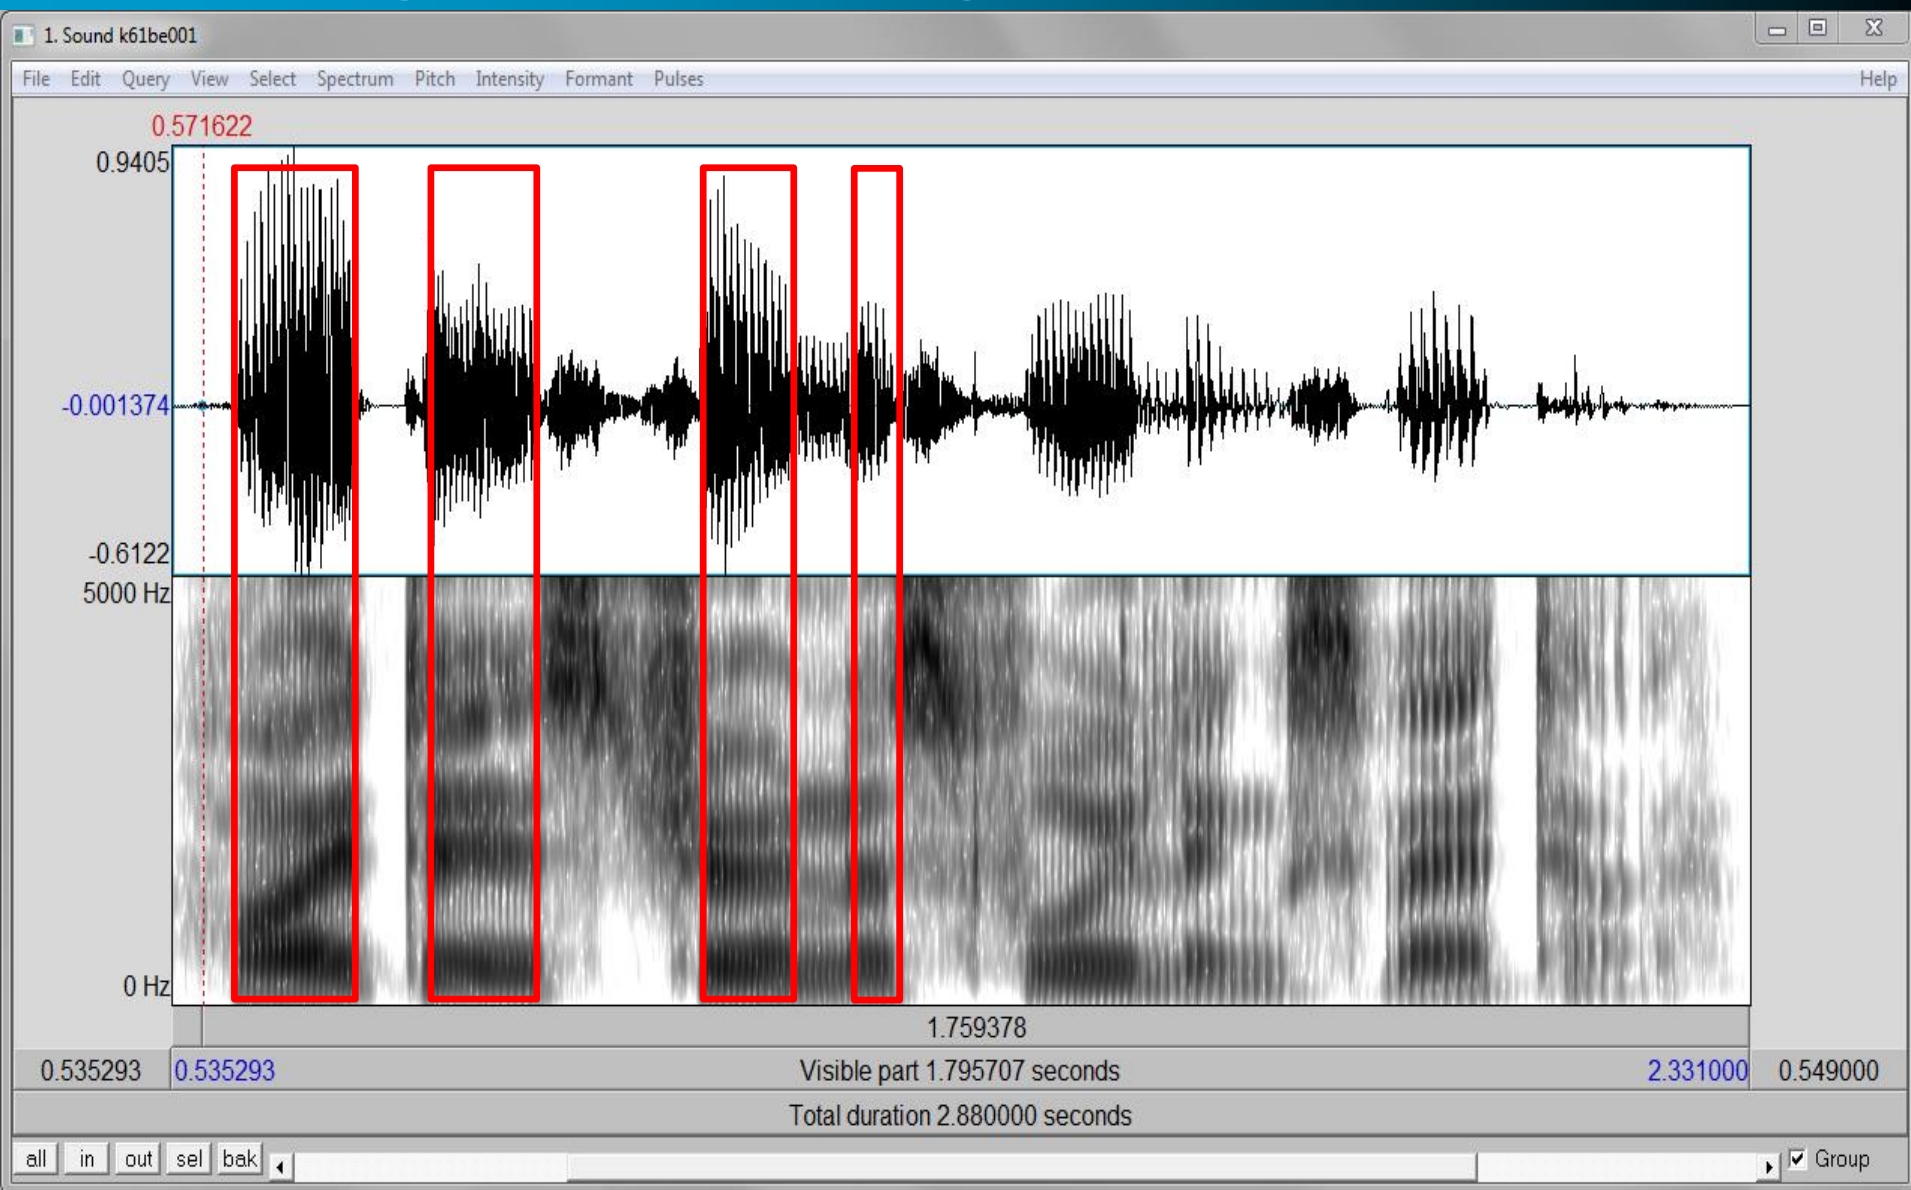 1. Sound k61be001
File Edit Query View Select Spectrum Pitch Intensity Formant Pulses Help
0.571622
0.9405
-0.001374
-0.6122
5000 Hz
0 Hz
1.759378
0.535293 0.535293 Visible part 1.795707 seconds 2.331000 0.549000
Total duration 2.880000 seconds
all in out sel bak Group